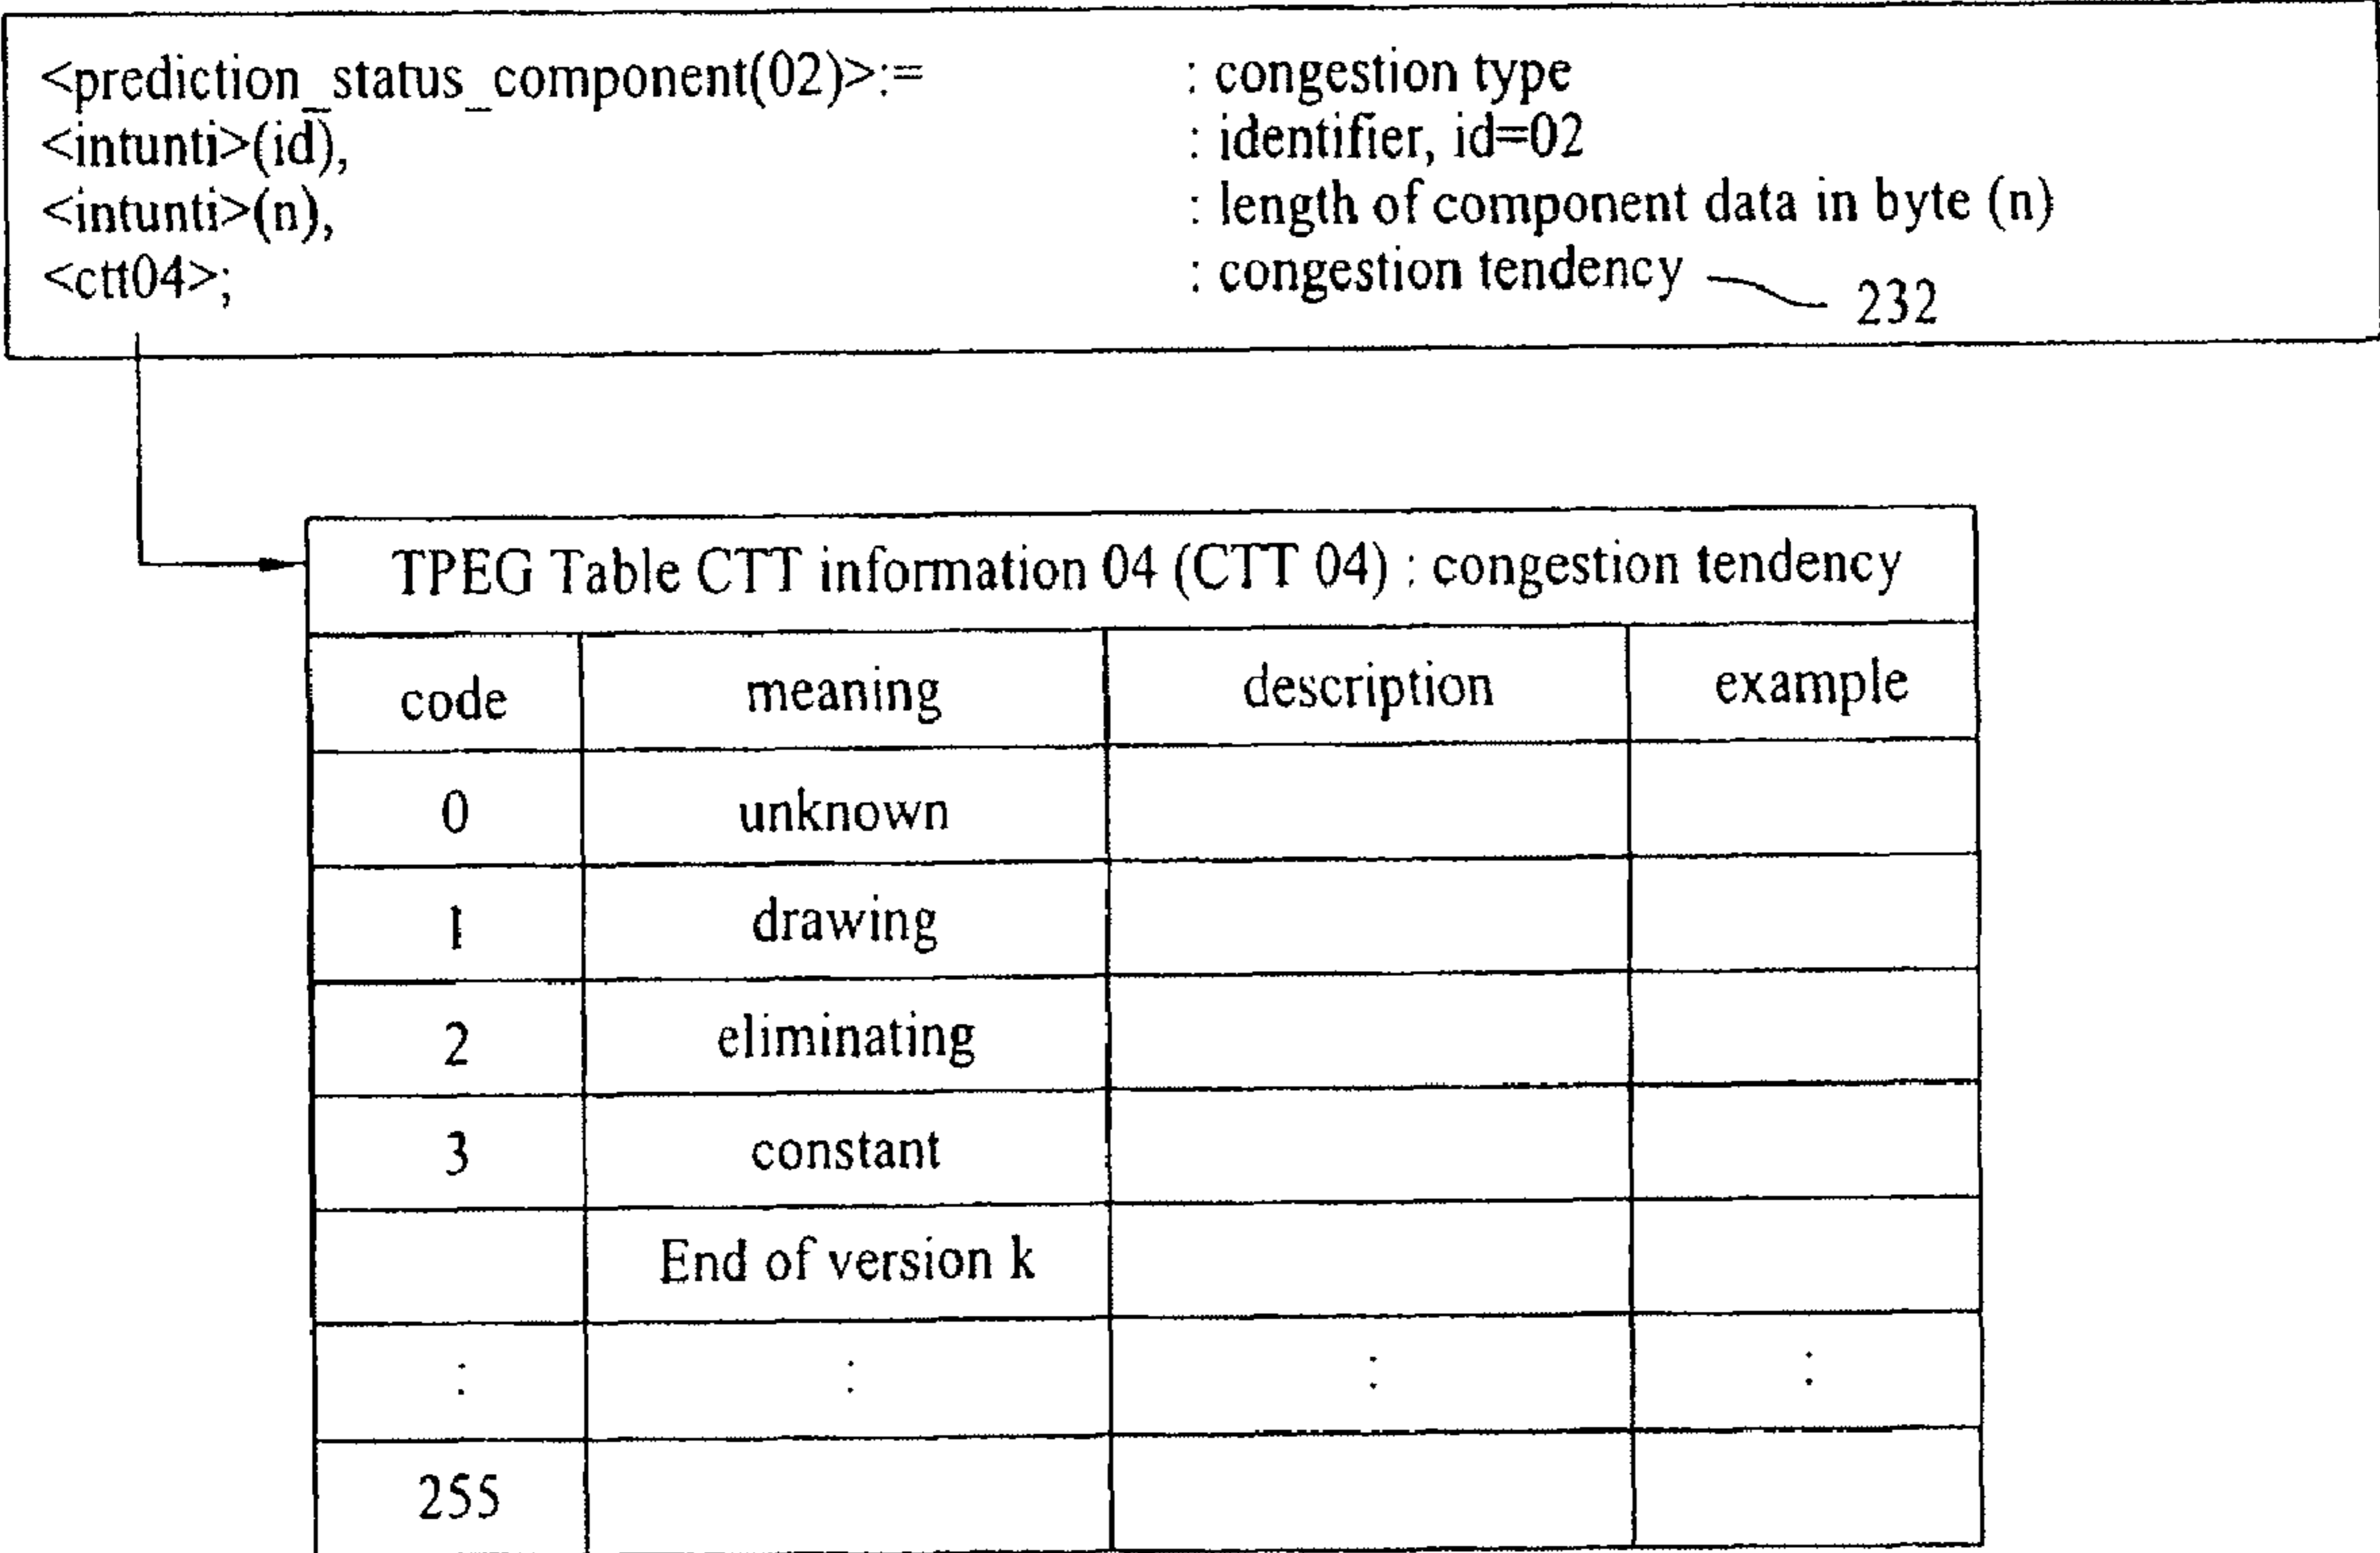 <prediction_status_component(02)>:= : congestion type
<intunti>(id), : identifier, id=02
<intunti>(n), : length of component data in byte (n)
<ctt04>; : congestion tendency 232
TPEG Table CTT information 04 (CTT 04) : congestion tendency
code meaning description example
0 unknown
1 drawing
2 eliminating
3 constant
End of version k
: : : :
255